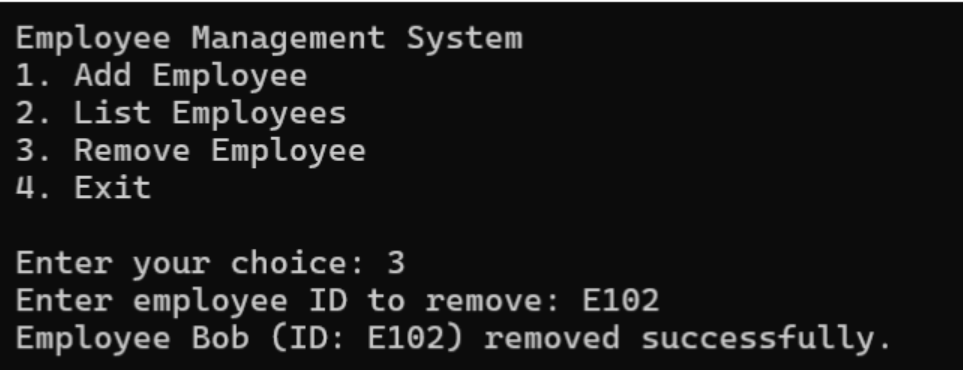 Employee Management System
1. Add Employee
2. List Employees
3. Remove Employee
4. Exit
Enter your choice: 3
Enter employee ID to remove: E102
Employee Bob (ID: E102) removed successfully.